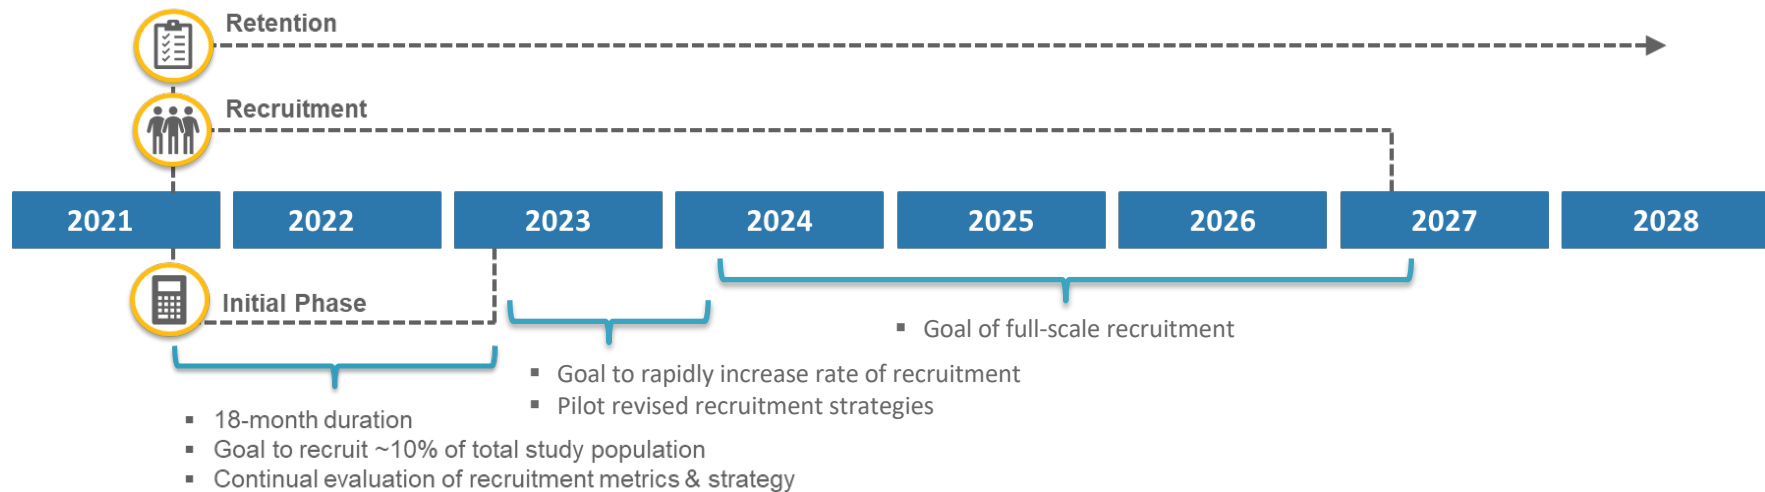 Retention
Recruitment
2021 2022 2023 2024 2025 2026 2027 2028
Initial Phase
▪ Goal of full-scale recruitment
▪ Goal to rapidly increase rate of recruitment
▪ Pilot revised recruitment strategies
▪ 18-month duration
▪ Goal to recruit ~10% of total study population
▪ Continual evaluation of recruitment metrics & strategy